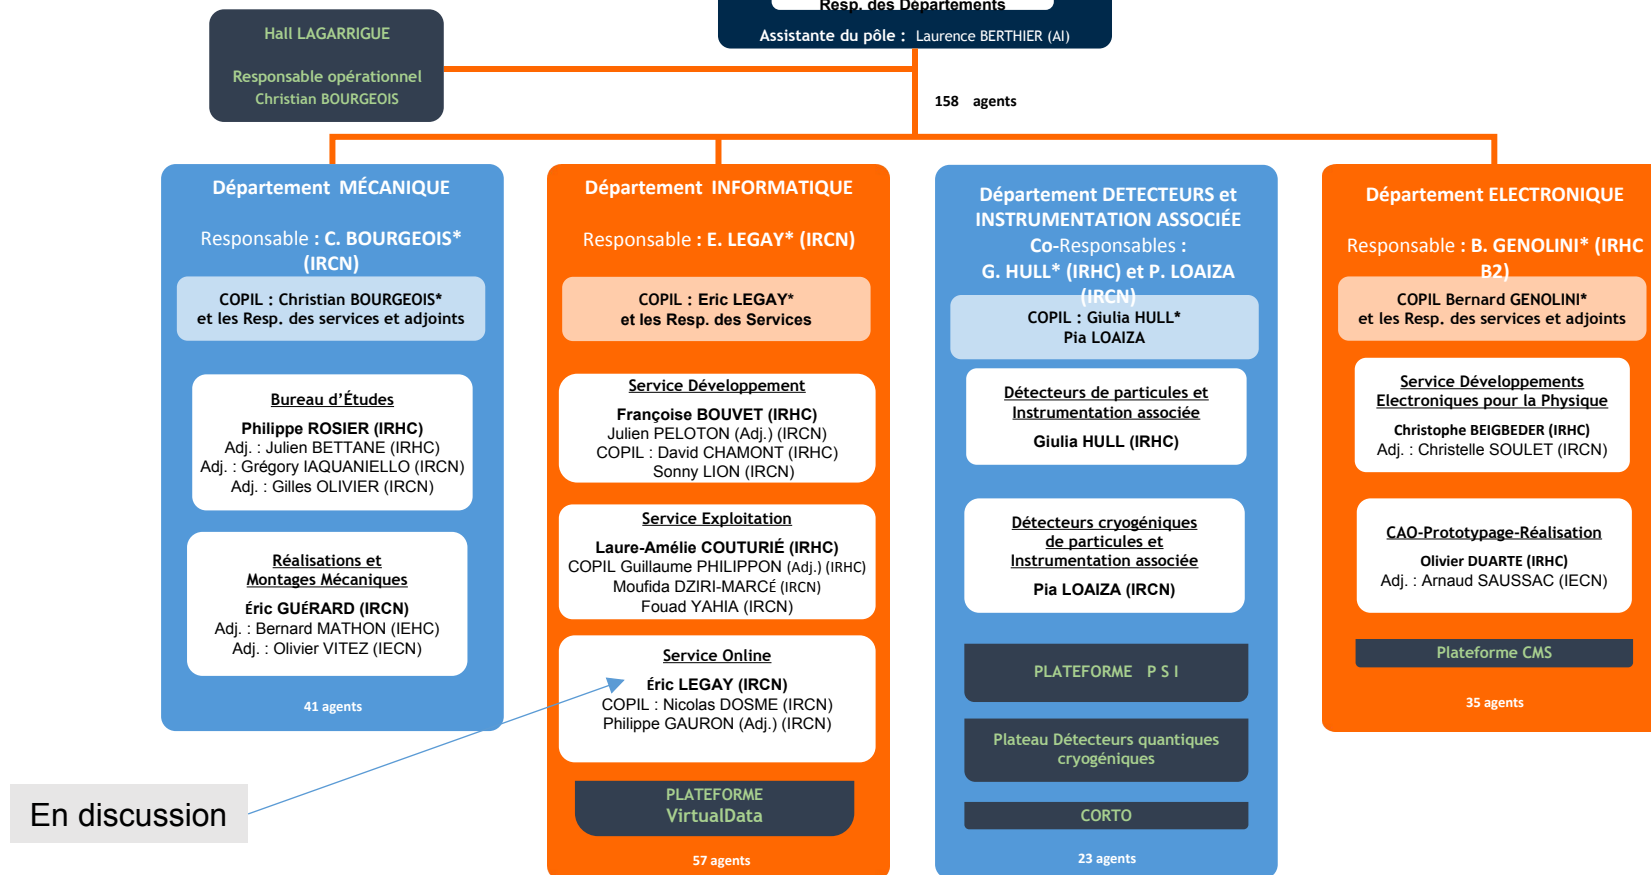 Resp. des Départements
Assistante du pôle : Laurence BERTHIER (AI)
Hall LAGARRIGUE
Responsable opérationnel
Christian BOURGEOIS
158 agents
Département MÉCANIQUE
Responsable : C. BOURGEOIS*
(IRCN)
COPIL : Christian BOURGEOIS*
et les Resp. des services et adjoints
Bureau d’Études
Philippe ROSIER (IRHC)
Adj. : Julien BETTANE (IRHC)
Adj. : Grégory IAQUANIELLO (IRCN)
Adj. : Gilles OLIVIER (IRCN)
Réalisations et
Montages Mécaniques
Éric GUÉRARD (IRCN)
Adj. : Bernard MATHON (IEHC)
Adj. : Olivier VITEZ (IECN)
41 agents
Département INFORMATIQUE
Responsable : E. LEGAY* (IRCN)
COPIL : Eric LEGAY*
et les Resp. des Services
Service Développement
Françoise BOUVET (IRHC)
Julien PELOTON (Adj.) (IRCN)
COPIL : David CHAMONT (IRHC)
Sonny LION (IRCN)
Service Exploitation
Laure-Amélie COUTURIÉ (IRHC)
COPIL Guillaume PHILIPPON (Adj.) (IRHC)
Moufida DZIRI-MARCÉ (IRCN)
Fouad YAHIA (IRCN)
Service Online
Éric LEGAY (IRCN)
COPIL : Nicolas DOSME (IRCN)
Philippe GAURON (Adj.) (IRCN)
PLATEFORME
VirtualData
57 agents
Département DETECTEURS et
INSTRUMENTATION ASSOCIÉE
Co-Responsables :
G. HULL* (IRHC) et P. LOAIZA
(IRCN)
COPIL : Giulia HULL*
Pia LOAIZA
Détecteurs de particules et
Instrumentation associée
Giulia HULL (IRHC)
Détecteurs cryogéniques
de particules et
Instrumentation associée
Pia LOAIZA (IRCN)
PLATEFORME P S I
Plateau Détecteurs quantiques
cryogéniques
CORTO
23 agents
Département ELECTRONIQUE
Responsable : B. GENOLINI* (IRHC
B2)
COPIL Bernard GENOLINI*
et les Resp. des services et adjoints
Service Développements
Electroniques pour la Physique
Christophe BEIGBEDER (IRHC)
Adj. : Christelle SOULET (IRCN)
CAO-Prototypage-Réalisation
Olivier DUARTE (IRHC)
Adj. : Arnaud SAUSSAC (IECN)
Plateforme CMS
35 agents
En discussion